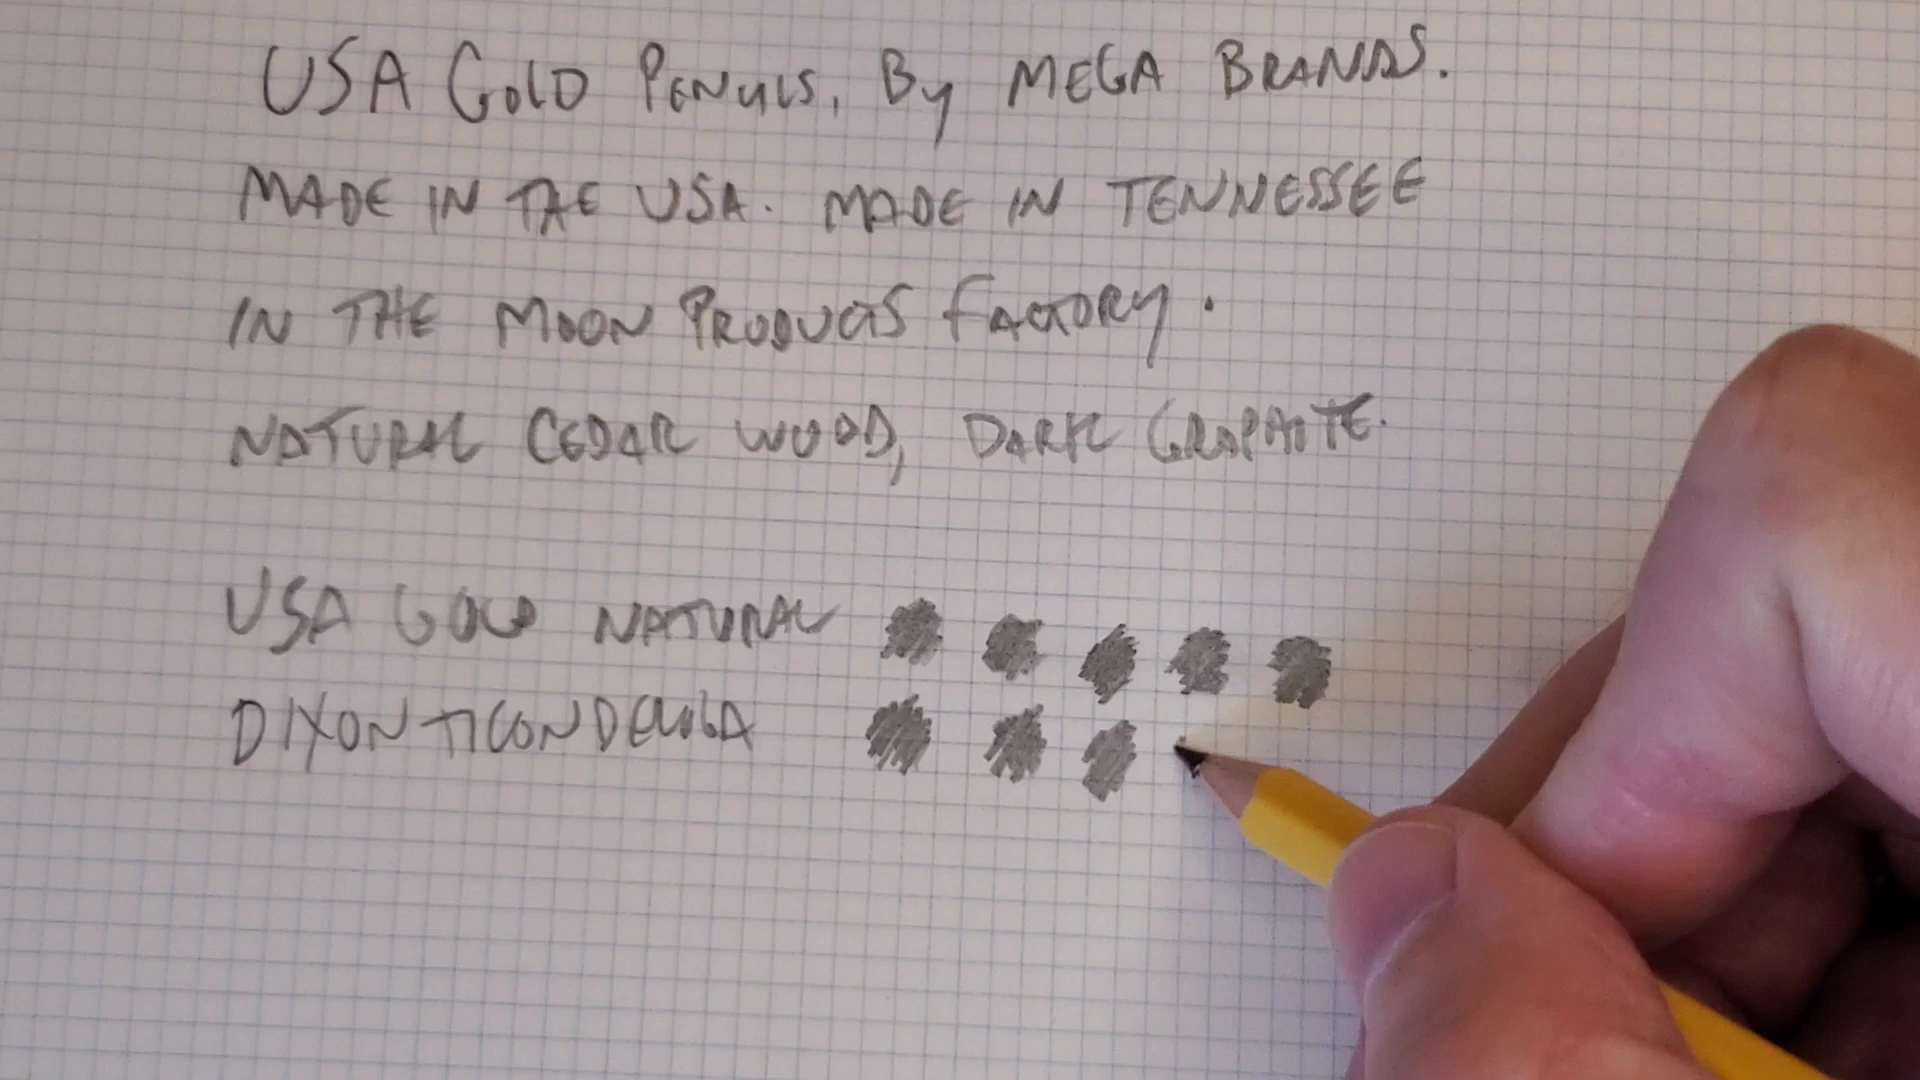 USA GOLD PENCILS, BY MEGA BRANDS.
MADE IN THE USA. MADE IN TENNESSEE
IN THE MOON PRODUCTS FACTORY.
NATURAL CEDAR WOOD, DARK GRAPHITE.
USA GOLD NATURAL
DIXON TICONDEROGA